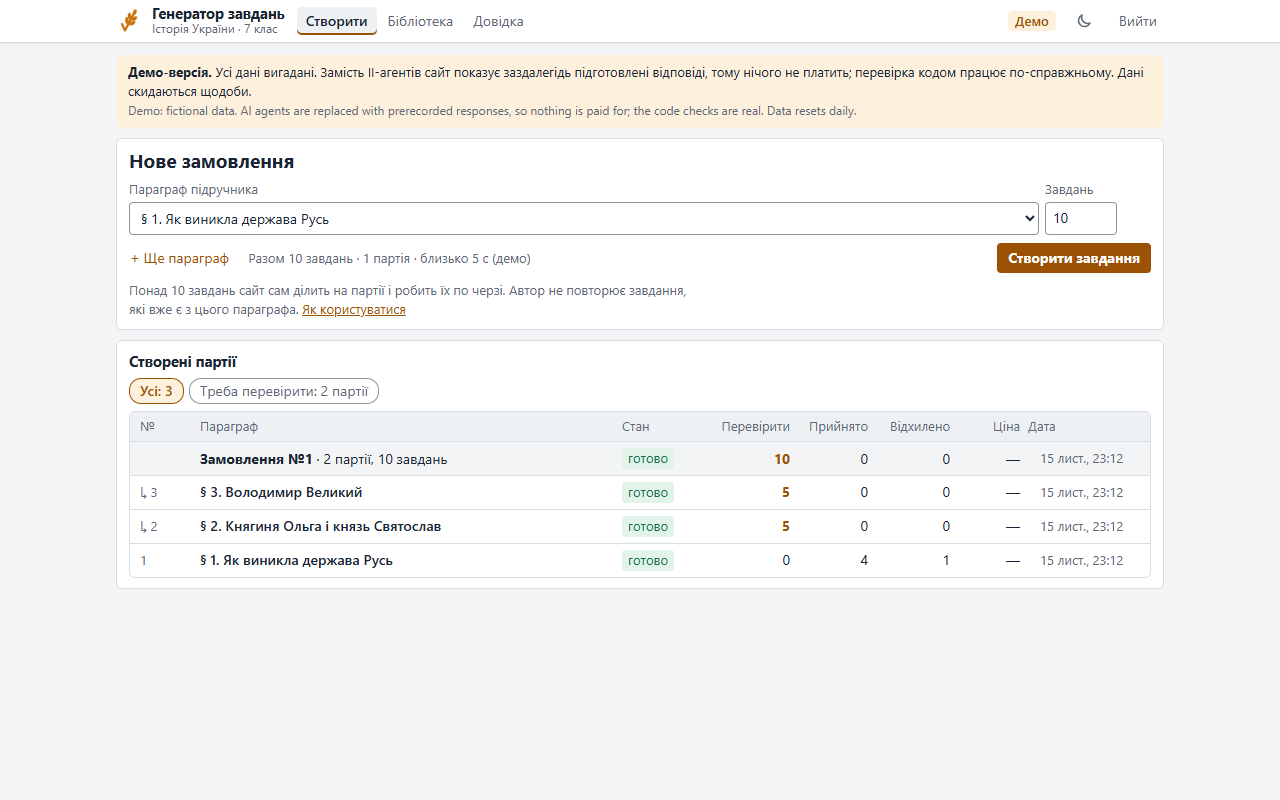 Генератор завдань
Історія України · 7 клас
Створити
Бібліотека
Довідка
Демо
Вийти
Демо-версія. Усі дані вигадані. Замість ІІ-агентів сайт показує заздалегідь підготовлені відповіді, тому нічого не платить; перевірка кодом працює по-справжньому. Дані
скидаються щодоби.
Demo: fictional data. AI agents are replaced with prerecorded responses, so nothing is paid for; the code checks are real. Data resets daily.
Нове замовлення
Параграф підручника
Завдань
§ 1. Як виникла держава Русь
10
+ Ще параграф
Разом 10 завдань · 1 партія · близько 5 с (демо)
Створити завдання
Понад 10 завдань сайт сам ділить на партії і робить їх по черзі. Автор не повторює завдання,
які вже є з цього параграфа. Як користуватися
Створені партії
Усі: 3
Треба перевірити: 2 партії
№ Параграф Стан Перевірити Прийнято Відхилено Ціна Дата
Замовлення №1 · 2 партії, 10 завдань готово 10 0 0 — 15 лист., 23:12
↳ 3 § 3. Володимир Великий готово 5 0 0 — 15 лист., 23:12
↳ 2 § 2. Княгиня Ольга і князь Святослав готово 5 0 0 — 15 лист., 23:12
1 § 1. Як виникла держава Русь готово 0 4 1 — 15 лист., 23:12